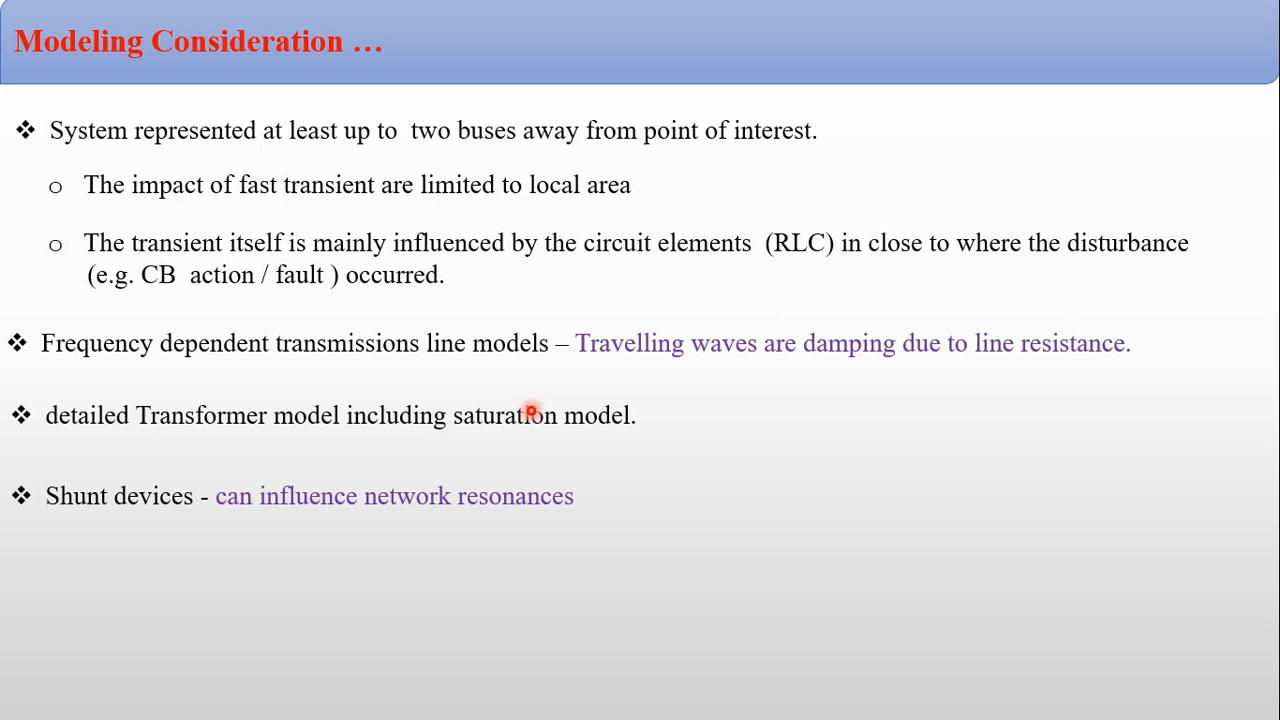 Modeling Consideration …
❖ System represented at least up to two buses away from point of interest.
o The impact of fast transient are limited to local area
o The transient itself is mainly influenced by the circuit elements (RLC) in close to where the disturbance
(e.g. CB action / fault ) occurred.
❖ Frequency dependent transmissions line models – Travelling waves are damping due to line resistance.
❖ detailed Transformer model including saturation model.
❖ Shunt devices - can influence network resonances